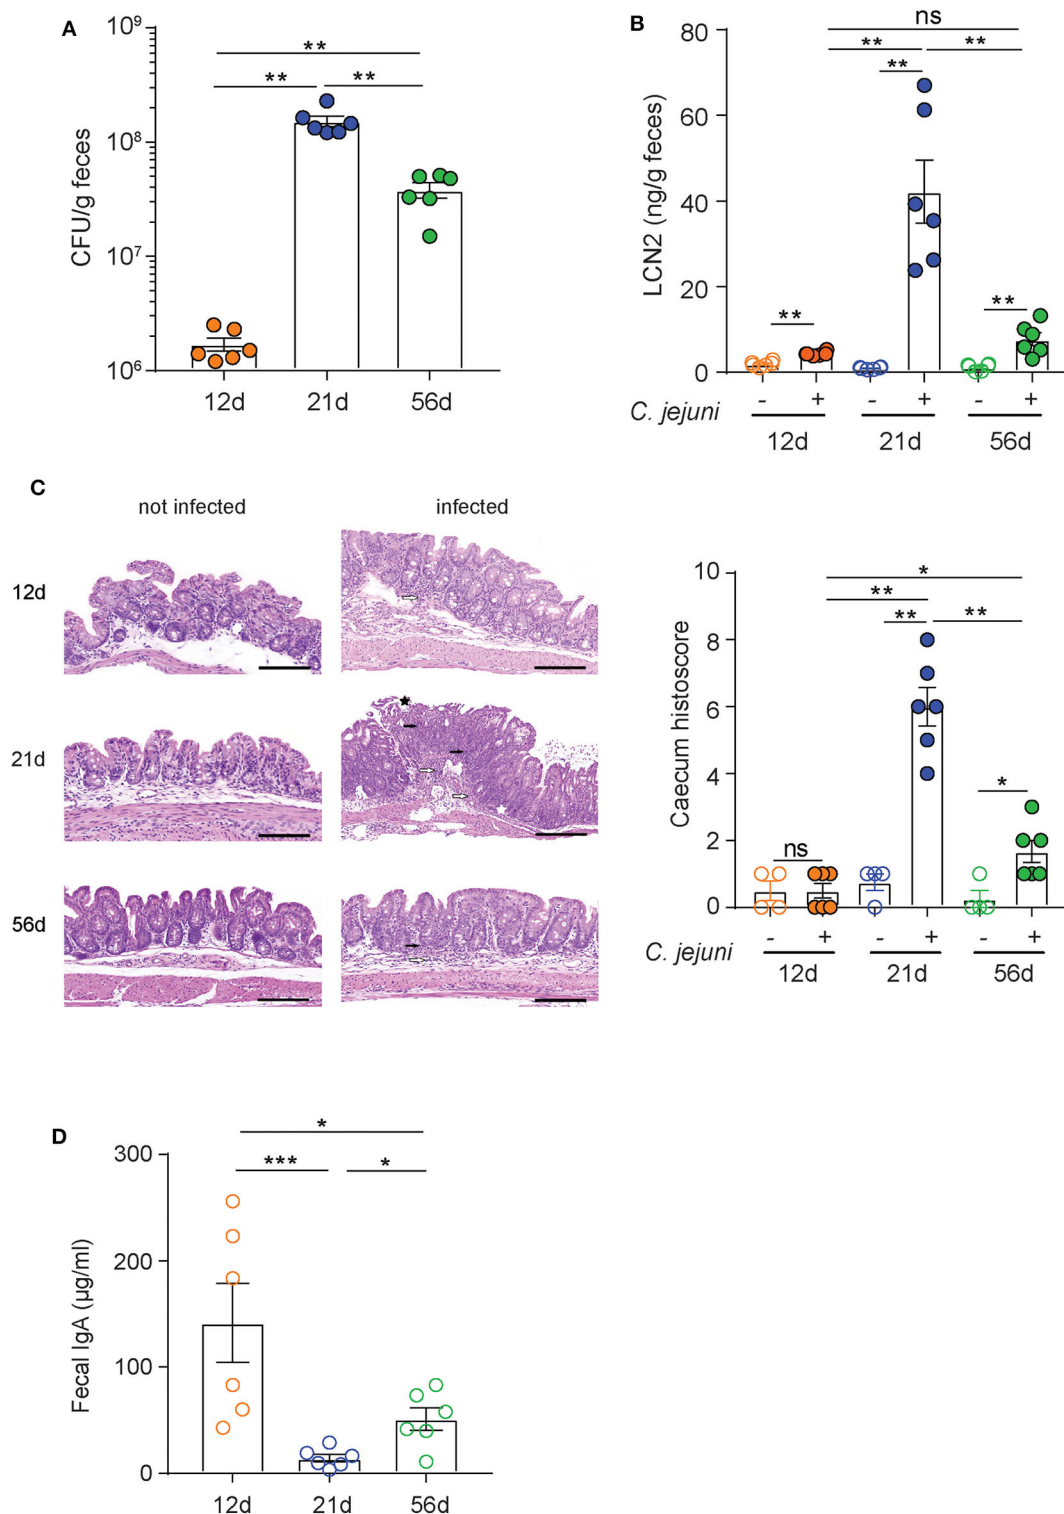 A
10⁹
10⁸
10⁷
10⁶
CFU/g feces
**
**
**
12d
21d
56d
B
80
60
40
20
0
LCN2 (ng/g feces)
ns
**
**
**
**
**
C. jejuni
- + - + - +
12d 21d 56d
C
not infected
infected
12d
21d
56d
10
8
6
4
2
0
Caecum histoscore
*
**
**
**
*
ns
C. jejuni
- + - + - +
12d 21d 56d
D
300
200
100
0
Fecal IgA (µg/ml)
*
***
*
12d 21d 56d